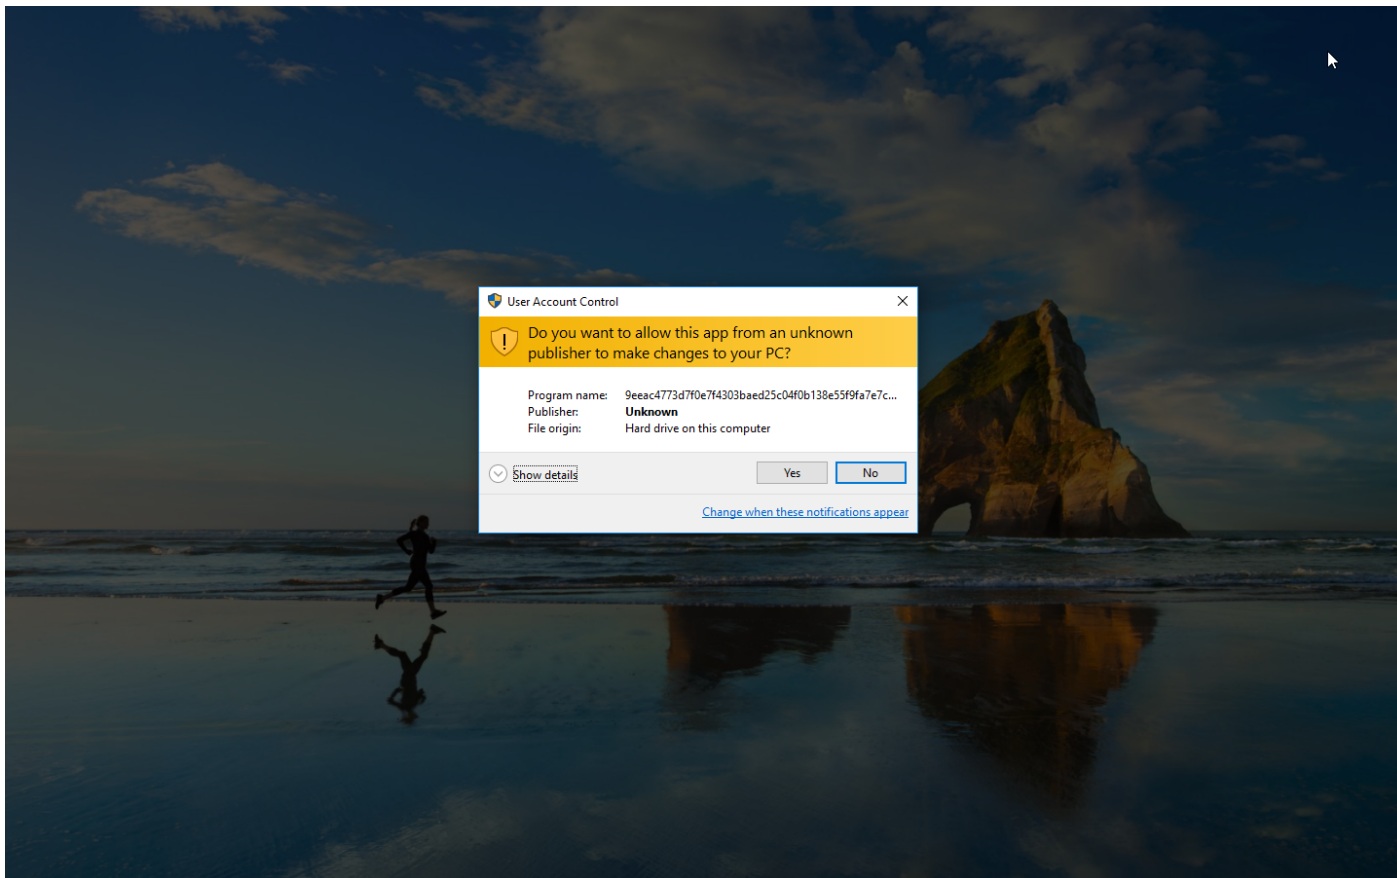 User Account Control
Do you want to allow this app from an unknown
publisher to make changes to your PC?
Program name: 9eeac4773d7f0e7f4303baed25c04f0b138e55f9fa7e7c...
Publisher: Unknown
File origin: Hard drive on this computer
Show details
Yes
No
Change when these notifications appear